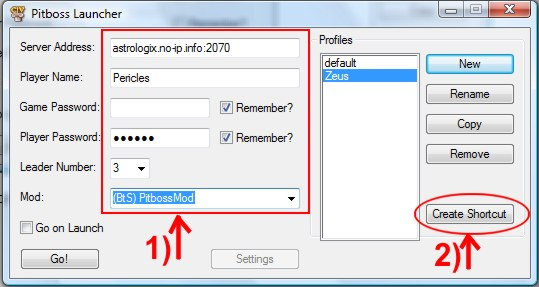 Pitboss Launcher
Server Address: astrologix.no-ip.info:2070
Player Name: Pericles
Game Password: Remember?
Player Password: ●●●●●● Remember?
Leader Number: 3
Mod: (BtS) PitbossMod
Go on Launch
1)
Go! Settings
Profiles
default
Zeus
New
Rename
Copy
Remove
Create Shortcut
2)